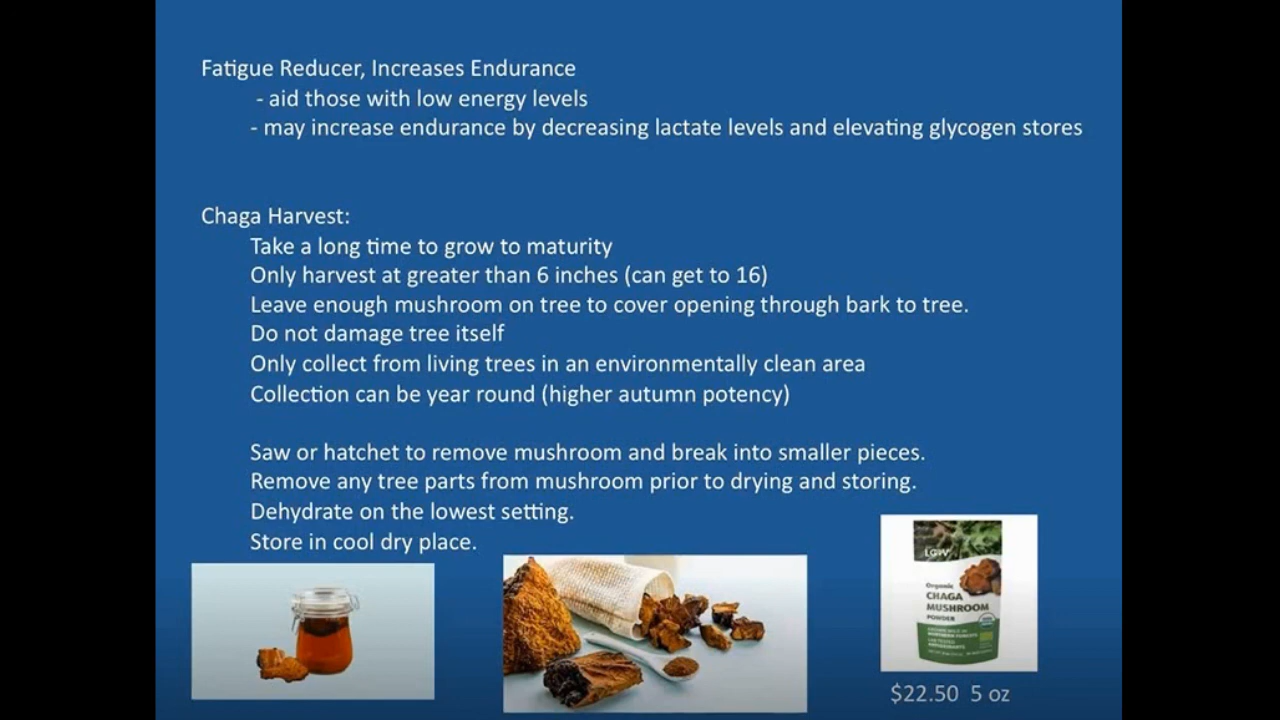 Fatigue Reducer, Increases Endurance
- aid those with low energy levels
- may increase endurance by decreasing lactate levels and elevating glycogen stores
Chaga Harvest:
Take a long time to grow to maturity
Only harvest at greater than 6 inches (can get to 16)
Leave enough mushroom on tree to cover opening through bark to tree.
Do not damage tree itself
Only collect from living trees in an environmentally clean area
Collection can be year round (higher autumn potency)
Saw or hatchet to remove mushroom and break into smaller pieces.
Remove any tree parts from mushroom prior to drying and storing.
Dehydrate on the lowest setting.
Store in cool dry place.
Organic
CHAGA
MUSHROOM
POWDER
$22.50 5 oz